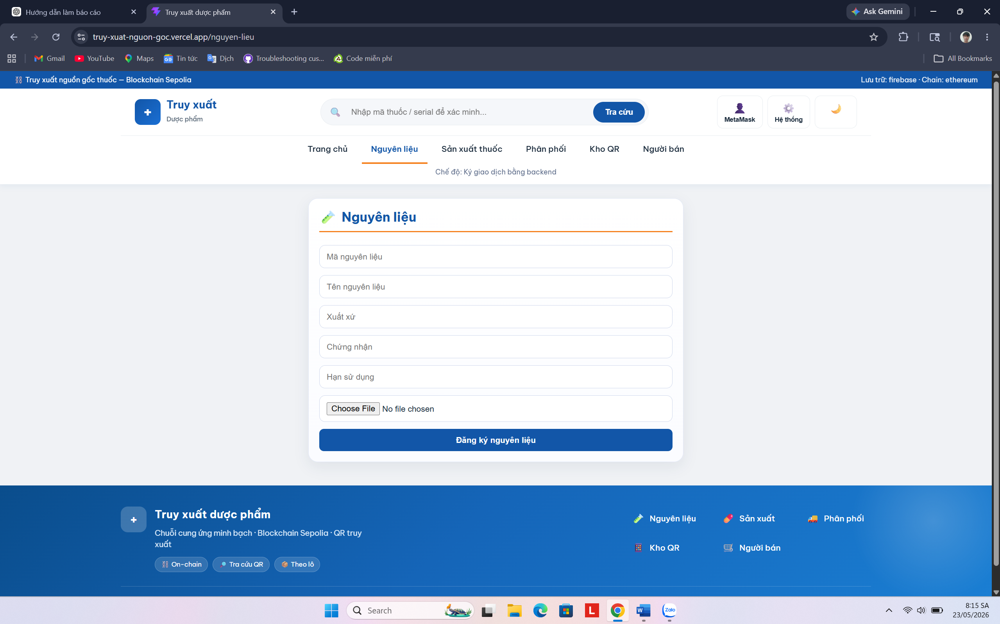 Hướng dẫn làm báo cáo
Truy xuất dược phẩm
Ask Gemini
truy-xuat-nguon-goc.vercel.app/nguyen-lieu
Gmail
YouTube
Maps
Tin tức
Dịch
Troubleshooting cus...
Code miễn phí
All Bookmarks
Truy xuất nguồn gốc thuốc — Blockchain Sepolia
Lưu trữ: firebase · Chain: ethereum
Truy xuất
Dược phẩm
Nhập mã thuốc / serial để xác minh...
Tra cứu
MetaMask
Hệ thống
Trang chủ
Nguyên liệu
Sản xuất thuốc
Phân phối
Kho QR
Người bán
Chế độ: Ký giao dịch bằng backend
Nguyên liệu
Mã nguyên liệu
Tên nguyên liệu
Xuất xứ
Chứng nhận
Hạn sử dụng
Choose File No file chosen
Đăng ký nguyên liệu
Truy xuất dược phẩm
Chuỗi cung ứng minh bạch · Blockchain Sepolia · QR truy
xuất
On-chain
Tra cứu QR
Theo lô
Nguyên liệu
Sản xuất
Phân phối
Kho QR
Người bán
Search
L
W
Zalo
8:15 SA
23/05/2026